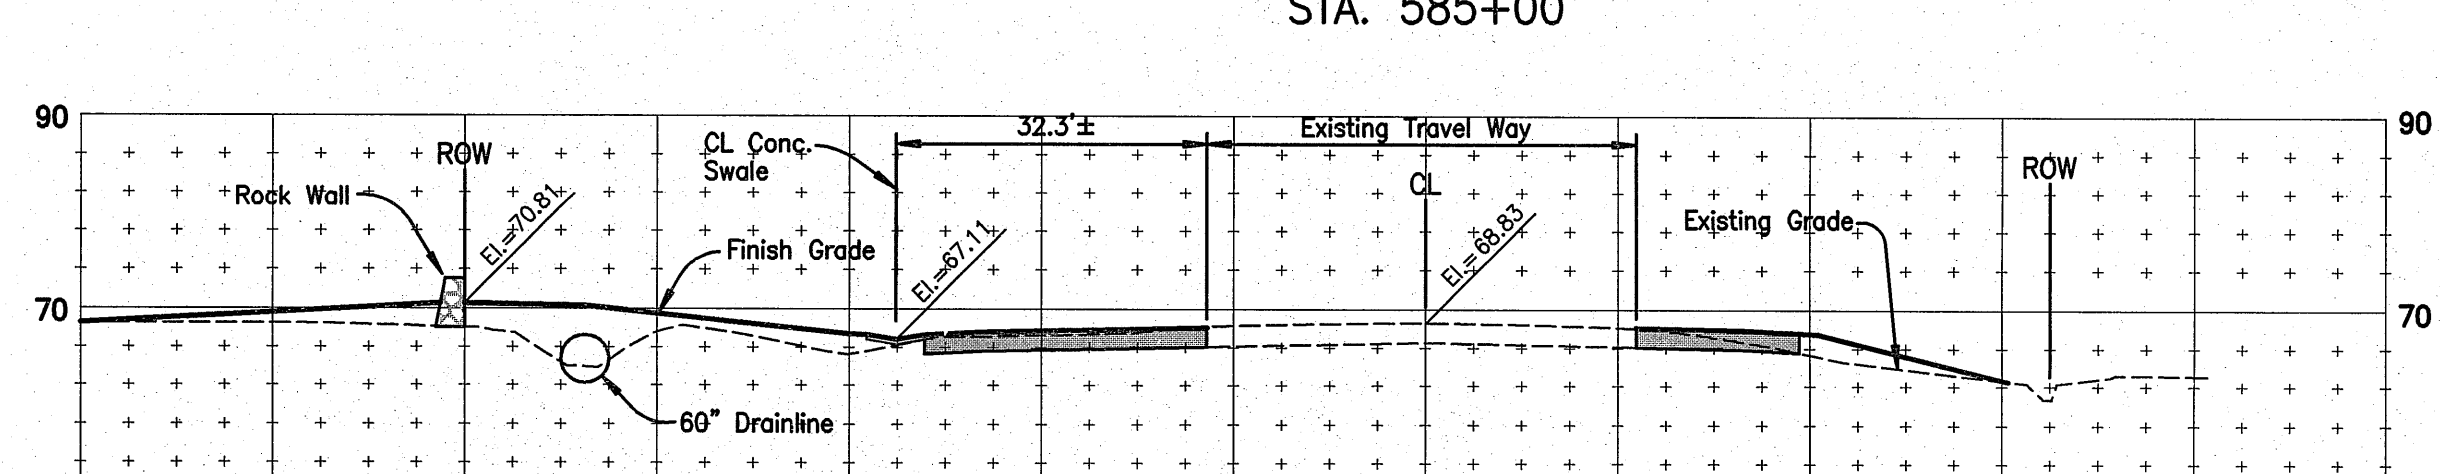 STA. 585+00
90
90
32.3'±
Existing Travel Way
CL Conc.
Swale
ROW
ROW
CL
Rock Wall
El.=70.81
El.=67.11
El.=68.83
Existing Grade
Finish Grade
70
70
60" Drainline